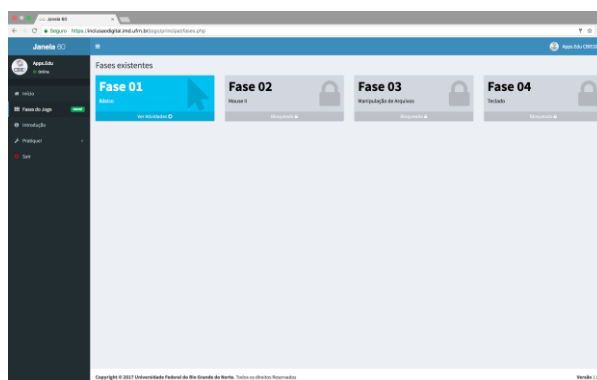 Janela 60
Seguro https://inclusaodigital.imd.ufrn.br/jogo/principal/fases.php
Janela 60
Apps.Edu
Online
Início
Fases do Jogo
Introdução
Pratique!
Sair
Fases existentes
Fase 01
Básico
Ver Atividades
Fase 02
Mouse II
Bloqueado
Fase 03
Manipulação de Arquivos
Bloqueado
Fase 04
Teclado
Bloqueado
Copyright © 2017 Universidade Federal do Rio Grande do Norte. Todos os direitos Reservados